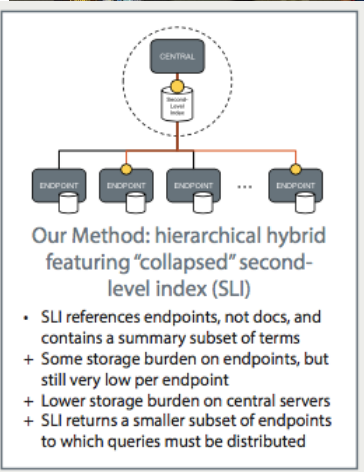 CENTRAL
Second-
Level
Index
ENDPOINT ENDPOINT ENDPOINT ... ENDPOINT
Our Method: hierarchical hybrid
featuring “collapsed” second-
level index (SLI)
• SLI references endpoints, not docs, and
contains a summary subset of terms
+ Some storage burden on endpoints, but
still very low per endpoint
+ Lower storage burden on central servers
+ SLI returns a smaller subset of endpoints
to which queries must be distributed